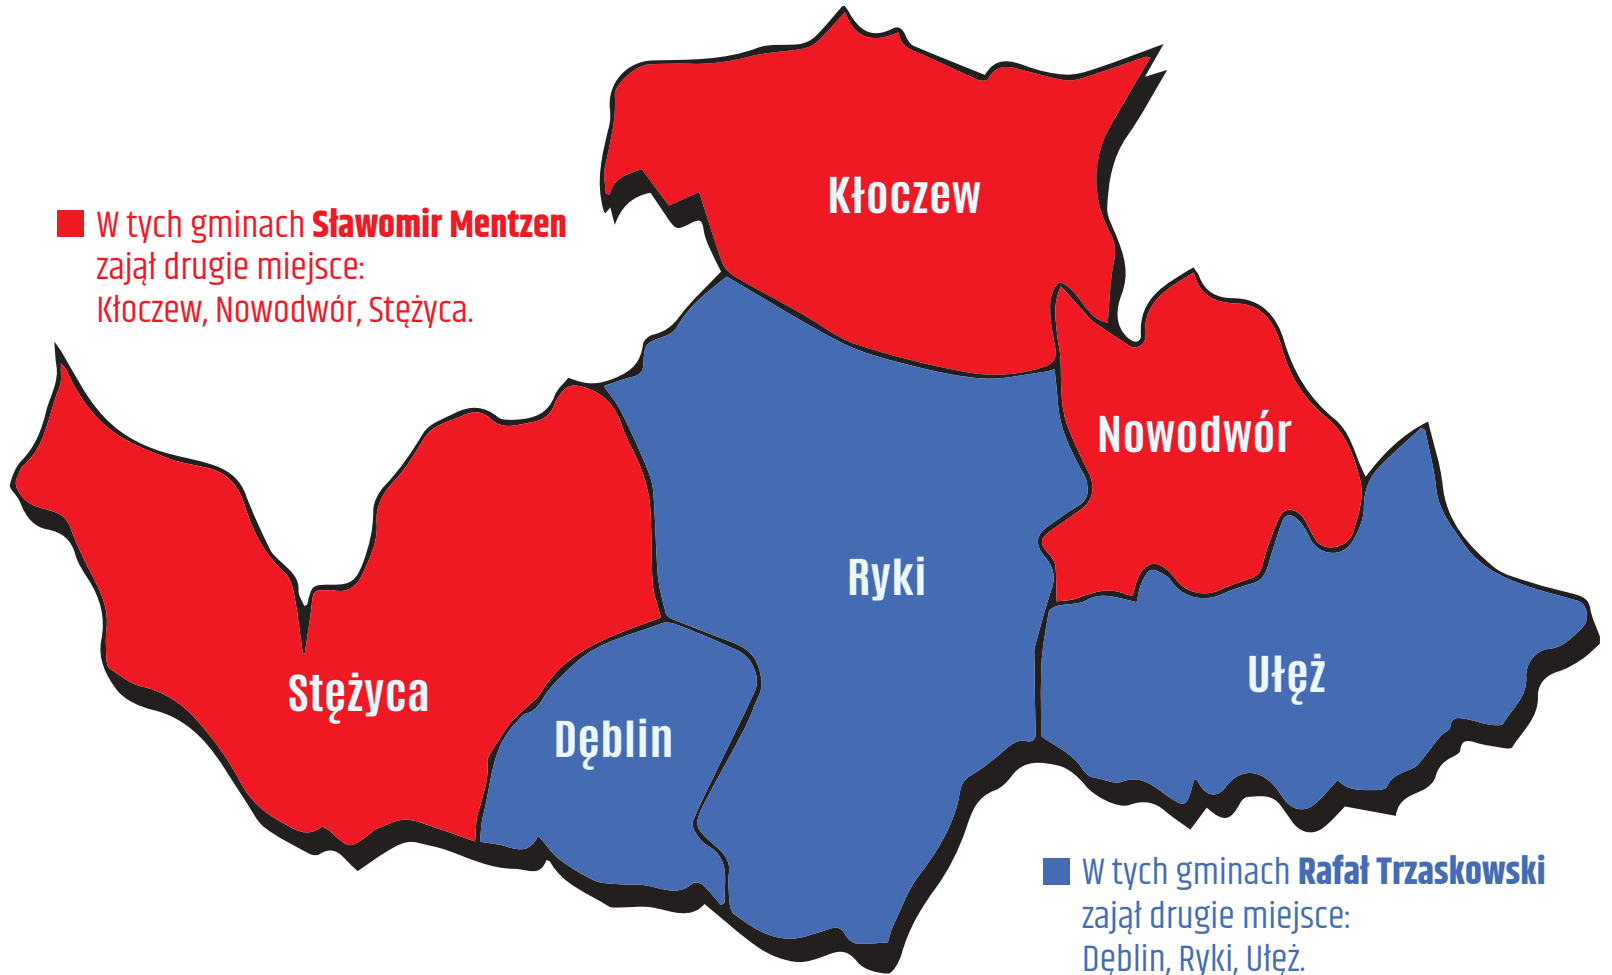 Kłoczew
W tych gminach Sławomir Mentzen
zajął drugie miejsce:
Kłoczew, Nowodwór, Stężyca.
Nowodwór
Ryki
Ułęż
Stężyca
Dęblin
W tych gminach Rafał Trzaskowski
zajął drugie miejsce:
Dęblin, Ryki, Ułęż.